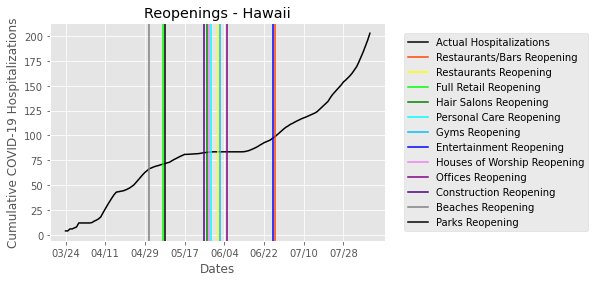 Reopenings - Hawaii
Cumulative COVID-19 Hospitalizations
200
175
150
125
100
75
50
25
0
03/24 04/11 04/29 05/17 06/04 06/22 07/10 07/28
Dates
Actual Hospitalizations
Restaurants/Bars Reopening
Restaurants Reopening
Full Retail Reopening
Hair Salons Reopening
Personal Care Reopening
Gyms Reopening
Entertainment Reopening
Houses of Worship Reopening
Offices Reopening
Construction Reopening
Beaches Reopening
Parks Reopening